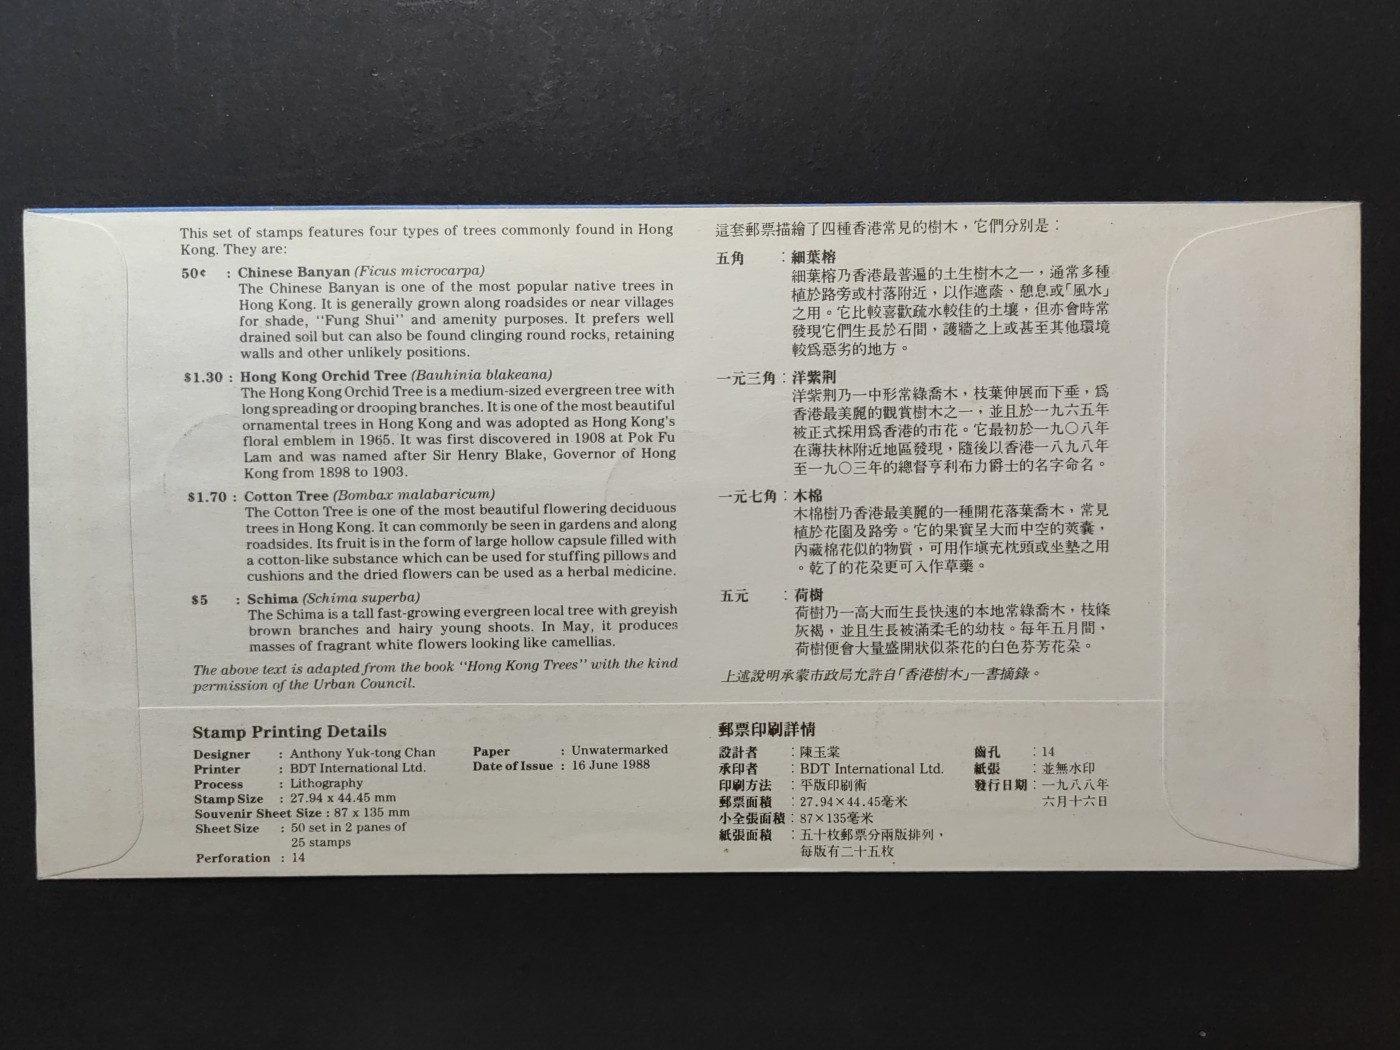 This set of stamps features four types of trees commonly found in Hong
Kong. They are:
50¢ : Chinese Banyan (Ficus microcarpa)
The Chinese Banyan is one of the most popular native trees in
Hong Kong. It is generally grown along roadsides or near villages
for shade, "Fung Shui" and amenity purposes. It prefers well
drained soil but can also be found clinging round rocks, retaining
walls and other unlikely positions.
$1.30 : Hong Kong Orchid Tree (Bauhinia blakeana)
The Hong Kong Orchid Tree is a medium-sized evergreen tree with
long spreading or drooping branches. It is one of the most beautiful
ornamental trees in Hong Kong and was adopted as Hong Kong's
floral emblem in 1965. It was first discovered in 1908 at Pok Fu
Lam and was named after Sir Henry Blake, Governor of Hong
Kong from 1898 to 1903.
$1.70 : Cotton Tree (Bombax malabaricum)
The Cotton Tree is one of the most beautiful flowering deciduous
trees in Hong Kong. It can commonly be seen in gardens and along
roadsides. Its fruit is in the form of large hollow capsule filled with
a cotton-like substance which can be used for stuffing pillows and
cushions and the dried flowers can be used as a herbal medicine.
$5 : Schima (Schima superba)
The Schima is a tall fast-growing evergreen local tree with greyish
brown branches and hairy young shoots. In May, it produces
masses of fragrant white flowers looking like camellias.
The above text is adapted from the book "Hong Kong Trees" with the kind
permission of the Urban Council.
這套郵票描繪了四種香港常見的樹木，它們分別是：
五角 ：細葉榕
細葉榕乃香港最普遍的土生樹木之一，通常多種
植於路旁或村落附近，以作遮蔭、憩息或「風水」
之用。它比較喜歡疏水較佳的土壤，但亦會時常
發現它們生長於石間，護牆之上或甚至其他環境
較爲惡劣的地方。
一元三角：洋紫荆
洋紫荆乃一中形常綠喬木，枝葉伸展而下垂，爲
香港最美麗的觀賞樹木之一，並且於一九六五年
被正式採用爲香港的市花。它最初於一九〇八年
在薄扶林附近地區發現，隨後以香港一八九八年
至一九〇三年的總督亨利布力爵士的名字命名。
一元七角：木棉
木棉樹乃香港最美麗的一種開花落葉喬木，常見
植於花園及路旁。它的果實呈大而中空的莢囊，
內藏棉花似的物質，可用作塡充枕頭或坐墊之用
。乾了的花朶更可入作草藥。
五元 ：荷樹
荷樹乃一高大而生長快速的本地常綠喬木，枝條
灰褐，並且生長被滿柔毛的幼枝。每年五月間，
荷樹便會大量盛開狀似茶花的白色芬芳花朶。
上述說明承蒙市政局允許自「香港樹木」一書摘錄。
Stamp Printing Details
Designer : Anthony Yuk-tong Chan
Printer : BDT International Ltd.
Process : Lithography
Stamp Size : 27.94 x 44.45 mm
Souvenir Sheet Size : 87 x 135 mm
Sheet Size : 50 set in 2 panes of
25 stamps
Perforation : 14
Paper : Unwatermarked
Date of Issue : 16 June 1988
郵票印刷詳情
設計者 ：陳玉棠
承印者 ：BDT International Ltd.
印刷方法 ：平版印刷術
郵票面積 ：27.94×44.45毫米
小全張面積：87×135毫米
紙張面積 ：五十枚郵票分兩版排列，
每版有二十五枚
齒孔 ：14
紙張 ：並無水印
發行日期：一九八八年
六月十六日